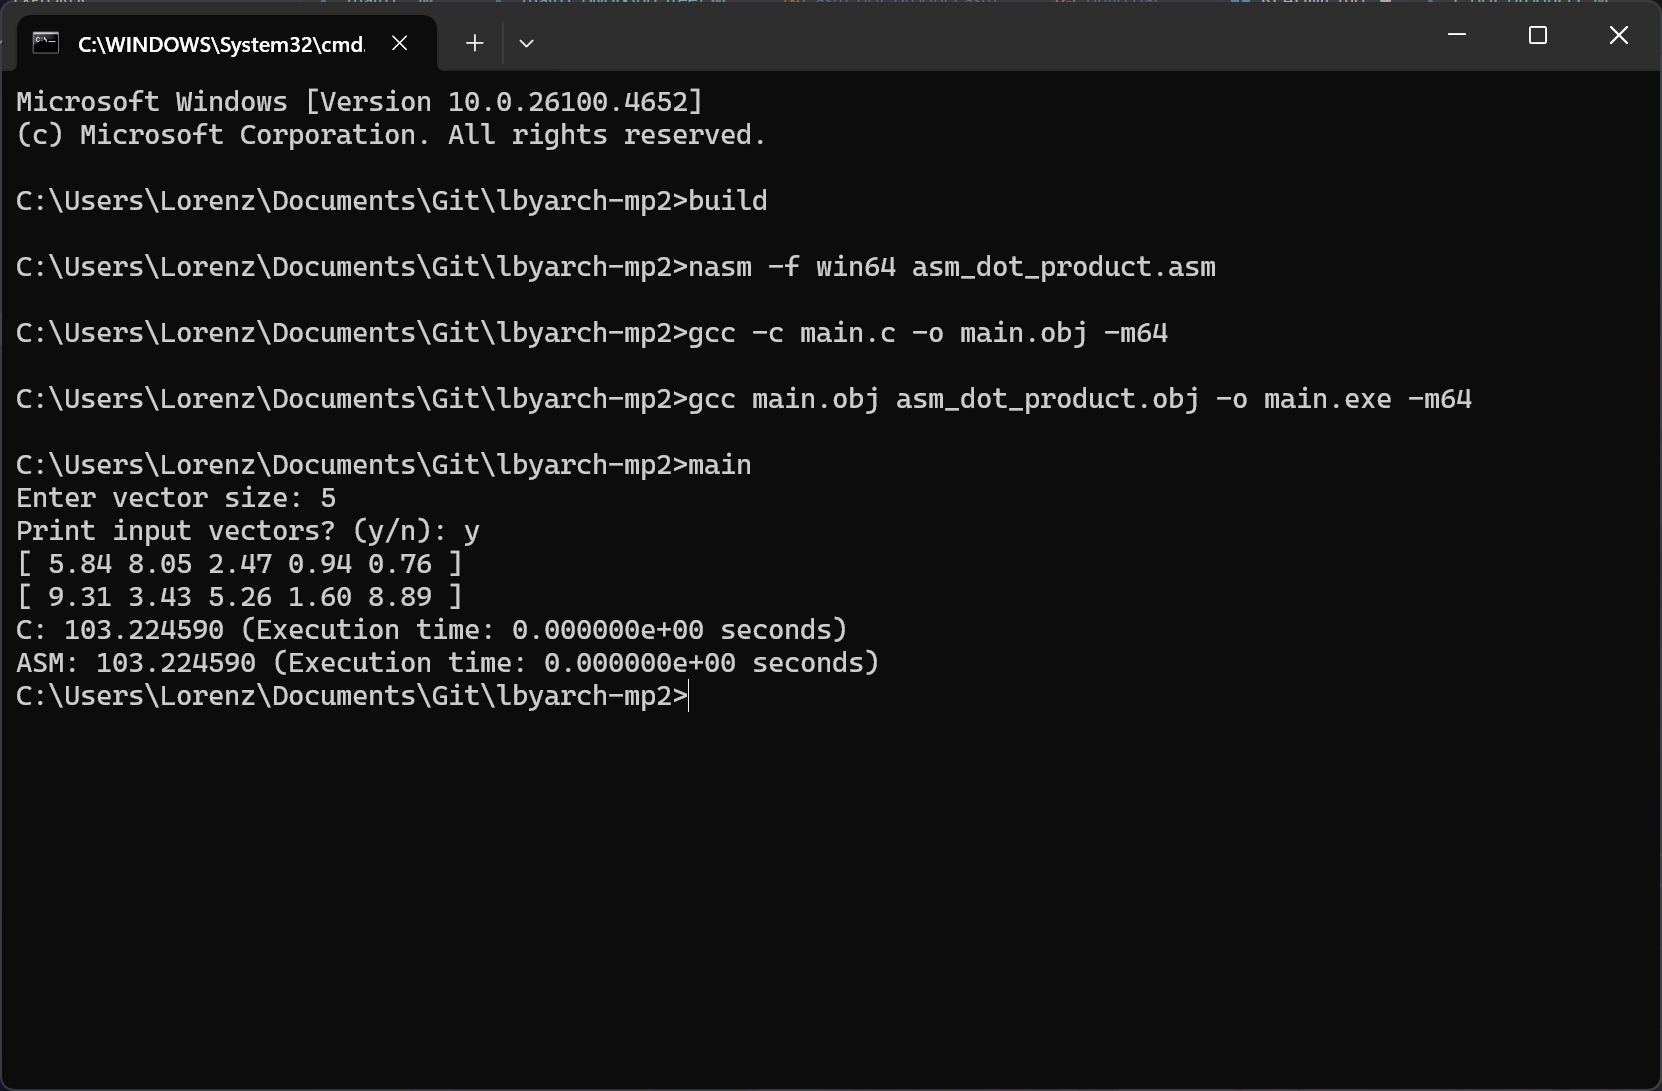 C:\WINDOWS\System32\cmd.
Microsoft Windows [Version 10.0.26100.4652]
(c) Microsoft Corporation. All rights reserved.
C:\Users\Lorenz\Documents\Git\lbyarch-mp2>build
C:\Users\Lorenz\Documents\Git\lbyarch-mp2>nasm -f win64 asm_dot_product.asm
C:\Users\Lorenz\Documents\Git\lbyarch-mp2>gcc -c main.c -o main.obj -m64
C:\Users\Lorenz\Documents\Git\lbyarch-mp2>gcc main.obj asm_dot_product.obj -o main.exe -m64
C:\Users\Lorenz\Documents\Git\lbyarch-mp2>main
Enter vector size: 5
Print input vectors? (y/n): y
[ 5.84 8.05 2.47 0.94 0.76 ]
[ 9.31 3.43 5.26 1.60 8.89 ]
C: 103.224590 (Execution time: 0.000000e+00 seconds)
ASM: 103.224590 (Execution time: 0.000000e+00 seconds)
C:\Users\Lorenz\Documents\Git\lbyarch-mp2>